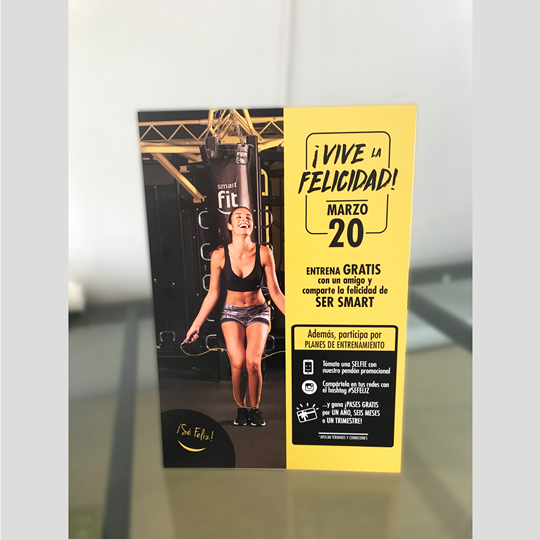 smart
fit
¡Sé Feliz!
¡VIVE LA
FELICIDAD!
MARZO
20
ENTRENA GRATIS
con un amigo y
comparte la felicidad de
SER SMART
Además, participa por
PLANES DE ENTRENAMIENTO
Tómate una SELFIE con
nuestro pendón promocional
Compártela en tus redes con
el hashtag #SEFELIZ
...y gana ¡PASES GRATIS
por UN AÑO, SEIS MESES
o UN TRIMESTRE!
*APLICAN TÉRMINOS Y CONDICIONES